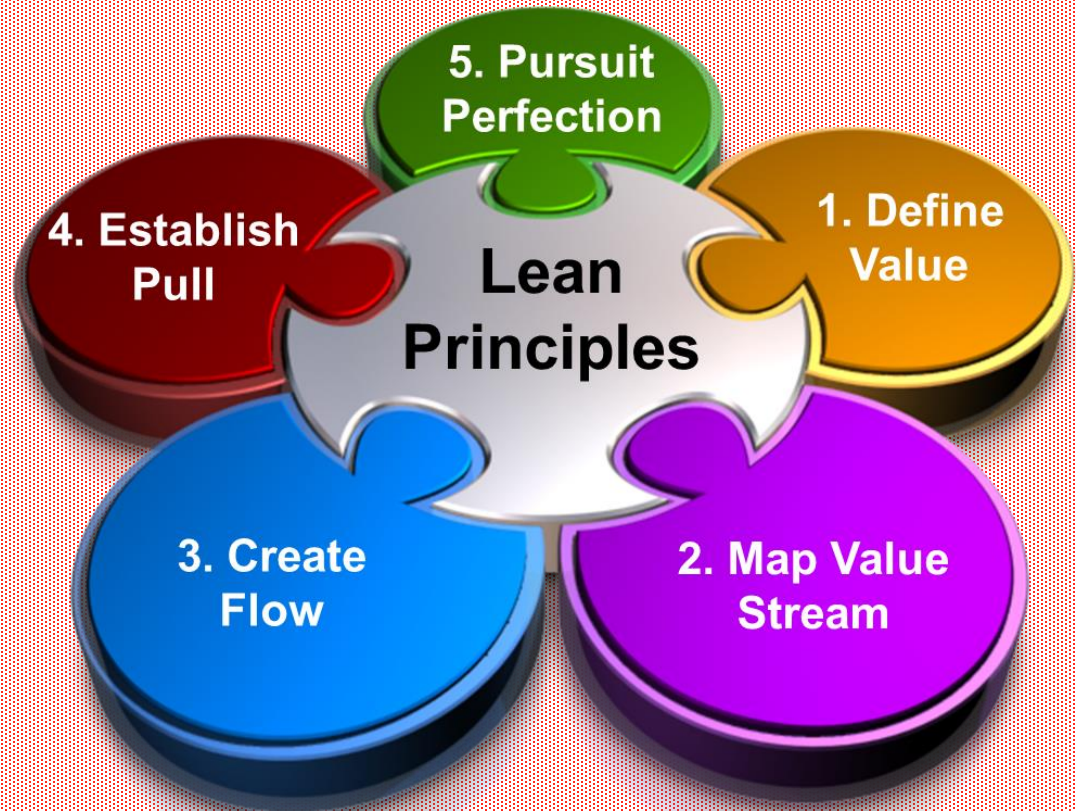 Lean
Principles
1. Define
Value
2. Map Value
Stream
3. Create
Flow
4. Establish
Pull
5. Pursuit
Perfection